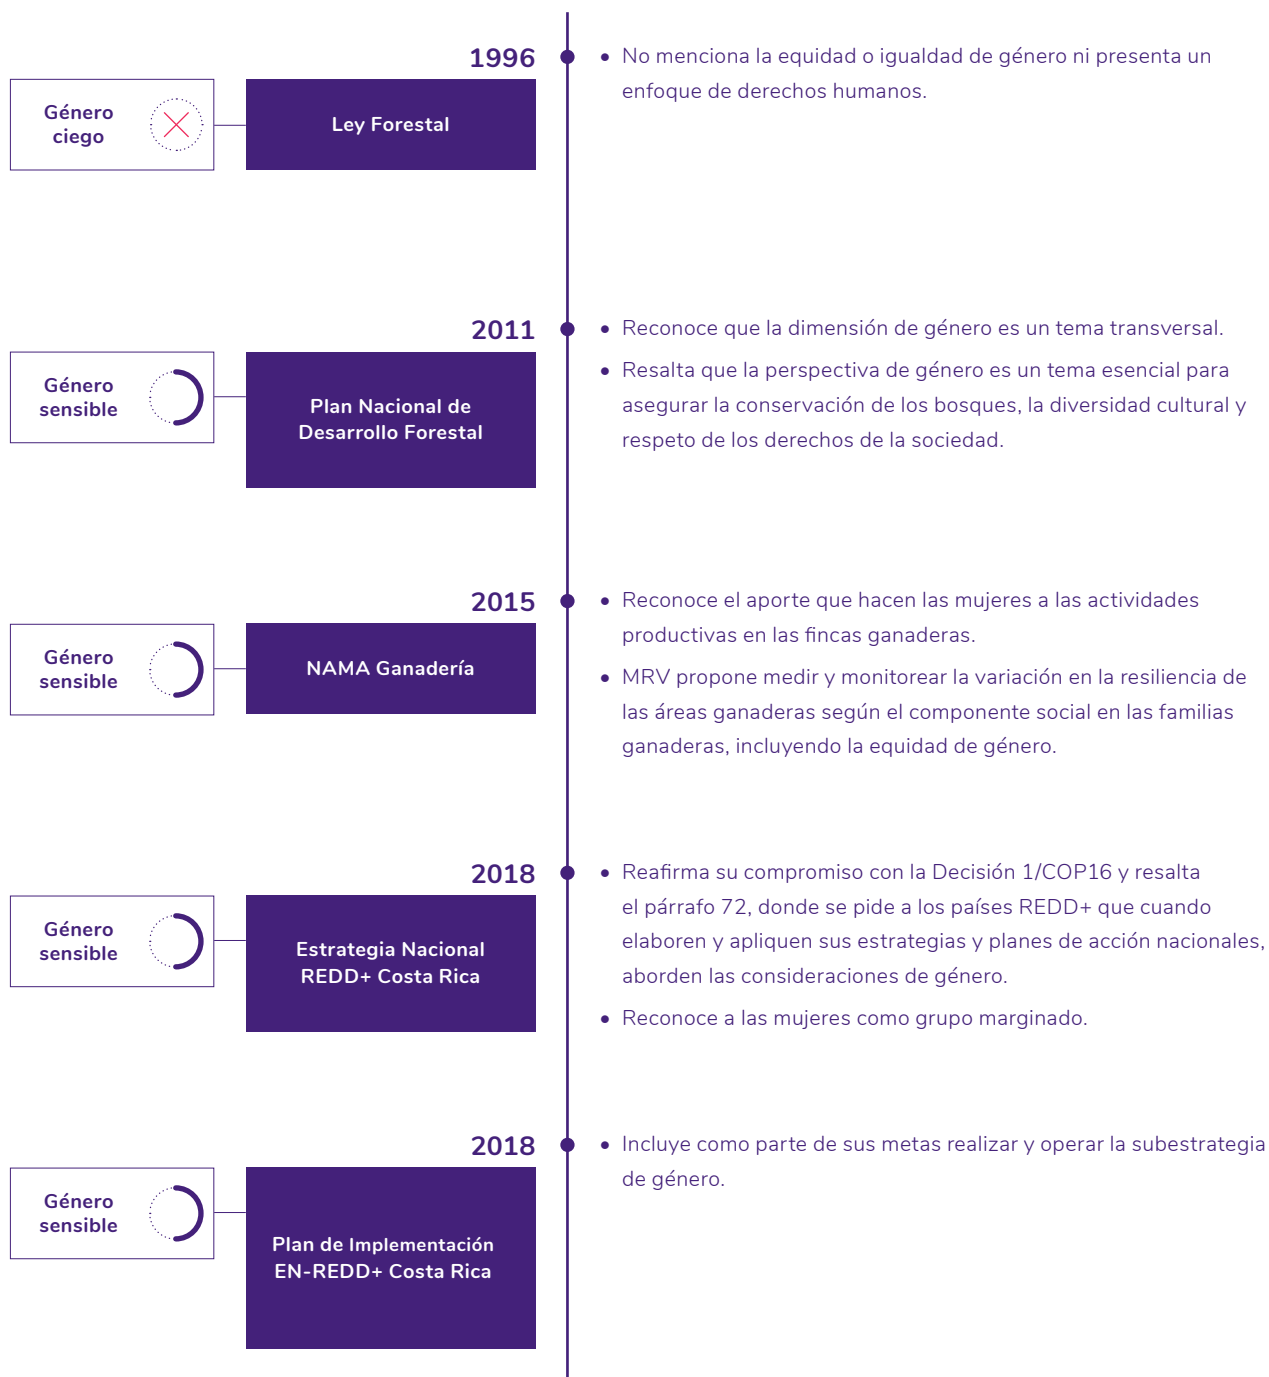 1996
Género
ciego
Ley Forestal
• No menciona la equidad o igualdad de género ni presenta un
enfoque de derechos humanos.
2011
Género
sensible
Plan Nacional de
Desarrollo Forestal
• Reconoce que la dimensión de género es un tema transversal.
• Resalta que la perspectiva de género es un tema esencial para
asegurar la conservación de los bosques, la diversidad cultural y
respeto de los derechos de la sociedad.
2015
Género
sensible
NAMA Ganadería
• Reconoce el aporte que hacen las mujeres a las actividades
productivas en las fincas ganaderas.
• MRV propone medir y monitorear la variación en la resiliencia de
las áreas ganaderas según el componente social en las familias
ganaderas, incluyendo la equidad de género.
2018
Género
sensible
Estrategia Nacional
REDD+ Costa Rica
• Reafirma su compromiso con la Decisión 1/COP16 y resalta
el párrafo 72, donde se pide a los países REDD+ que cuando
elaboren y apliquen sus estrategias y planes de acción nacionales,
aborden las consideraciones de género.
• Reconoce a las mujeres como grupo marginado.
2018
Género
sensible
Plan de Implementación
EN-REDD+ Costa Rica
• Incluye como parte de sus metas realizar y operar la subestrategia
de género.